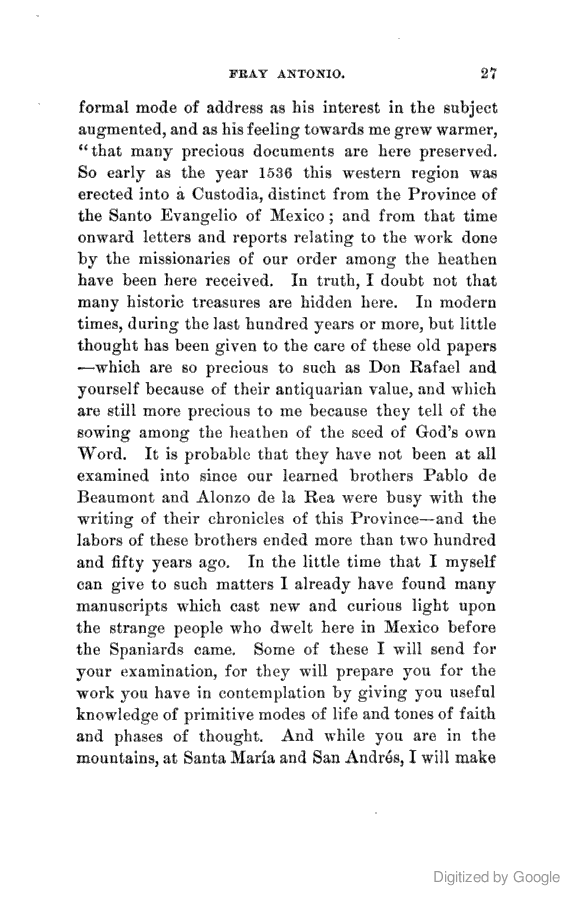 FRAY ANTONIO. 27
formal mode of address as his interest in the subject
augmented, and as his feeling towards me grew warmer,
“that many precious documents are here preserved.
So early as the year 1536 this western region was
erected into a Custodia, distinct from the Province of
the Santo Evangelio of Mexico; and from that time
onward letters and reports relating to the work done
by the missionaries of our order among the heathen
have been here received. In truth, I doubt not that
many historic treasures are hidden here. In modern
times, during the last hundred years or more, but little
thought has been given to the care of these old papers
—which are so precious to such as Don Rafael and
yourself because of their antiquarian value, and which
are still more precious to me because they tell of the
sowing among the heathen of the seed of God's own
Word. It is probable that they have not been at all
examined into since our learned brothers Pablo de
Beaumont and Alonzo de la Rea were busy with the
writing of their chronicles of this Province—and the
labors of these brothers ended more than two hundred
and fifty years ago. In the little time that I myself
can give to such matters I already have found many
manuscripts which cast new and curious light upon
the strange people who dwelt here in Mexico before
the Spaniards came. Some of these I will send for
your examination, for they will prepare you for the
work you have in contemplation by giving you useful
knowledge of primitive modes of life and tones of faith
and phases of thought. And while you are in the
mountains, at Santa María and San Andrés, I will make
Digitized by Google